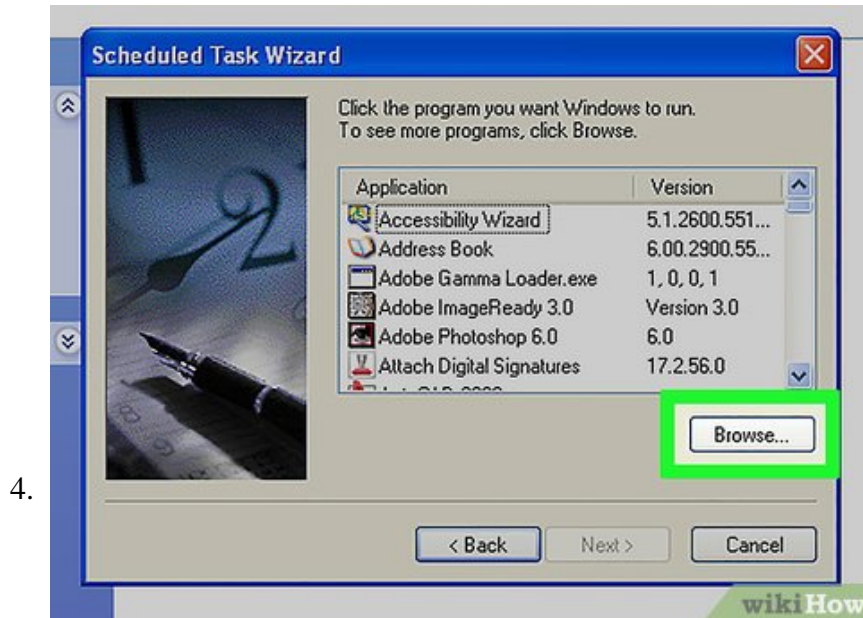 Scheduled Task Wizard
Click the program you want Windows to run.
To see more programs, click Browse.
Application Version
Accessibility Wizard 5.1.2600.551...
Address Book 6.00.2900.55...
Adobe Gamma Loader.exe 1, 0, 0, 1
Adobe ImageReady 3.0 Version 3.0
Adobe Photoshop 6.0 6.0
Attach Digital Signatures 17.2.56.0
Browse...
4.
< Back Next > Cancel
wikiHow
2